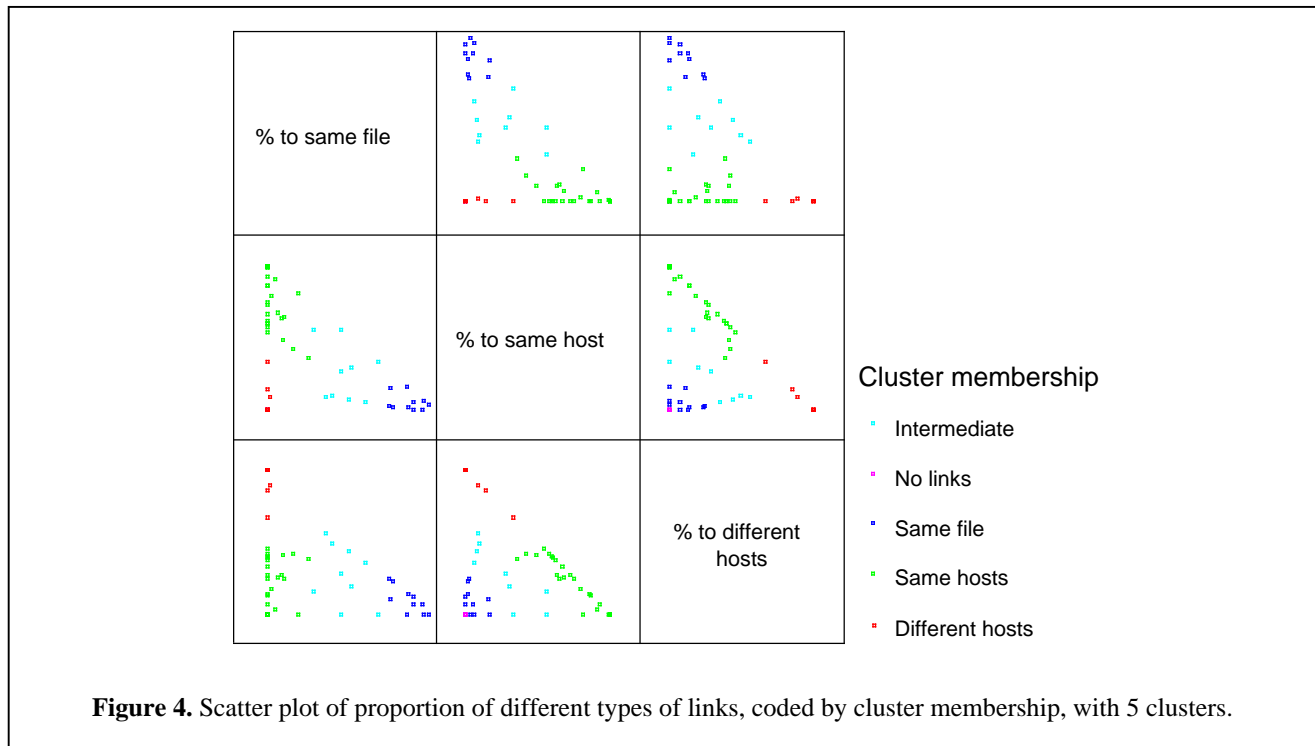 % to same file
% to same host
% to different
hosts
Cluster membership
Intermediate
No links
Same file
Same hosts
Different hosts
Figure 4. Scatter plot of proportion of different types of links, coded by cluster membership, with 5 clusters.